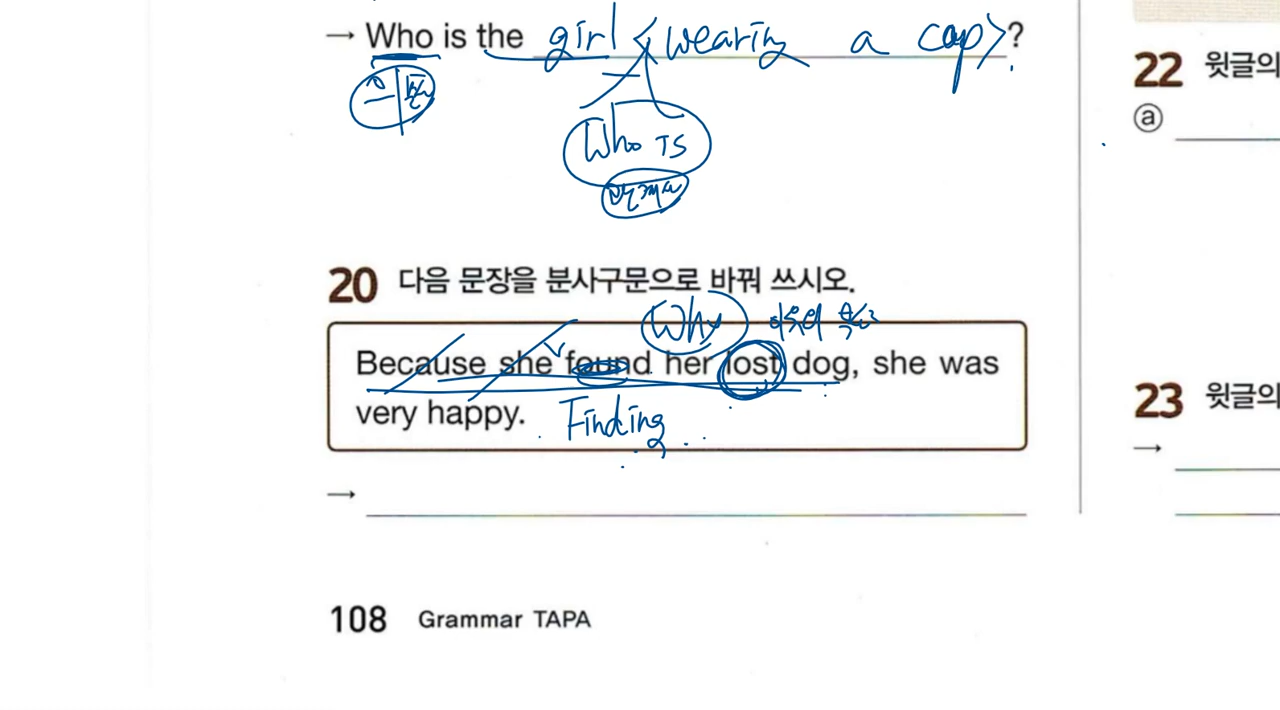 → Who is the girl <wearing a cap>?
Who is
22 윗글의
ⓐ
20 다음 문장을 분사구문으로 바꿔 쓰시오.
Why
Because she found her lost dog, she was
very happy.
Finding
→
23 윗글의
→
108 Grammar TAPA